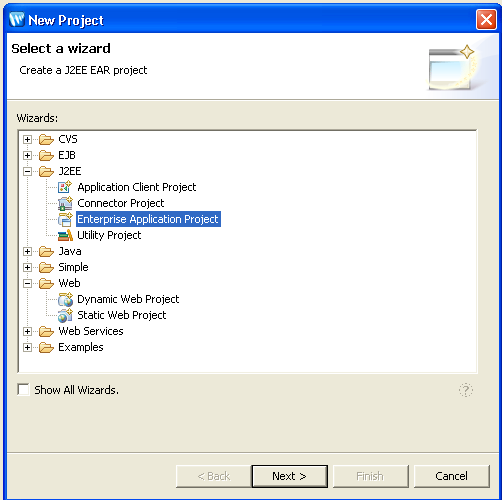 New Project
Select a wizard
Create a J2EE EAR project
Wizards:
CVS
EJB
J2EE
Application Client Project
Connector Project
Enterprise Application Project
Utility Project
Java
Simple
Web
Dynamic Web Project
Static Web Project
Web Services
Examples
Show All Wizards.
?
< Back
Next >
Finish
Cancel